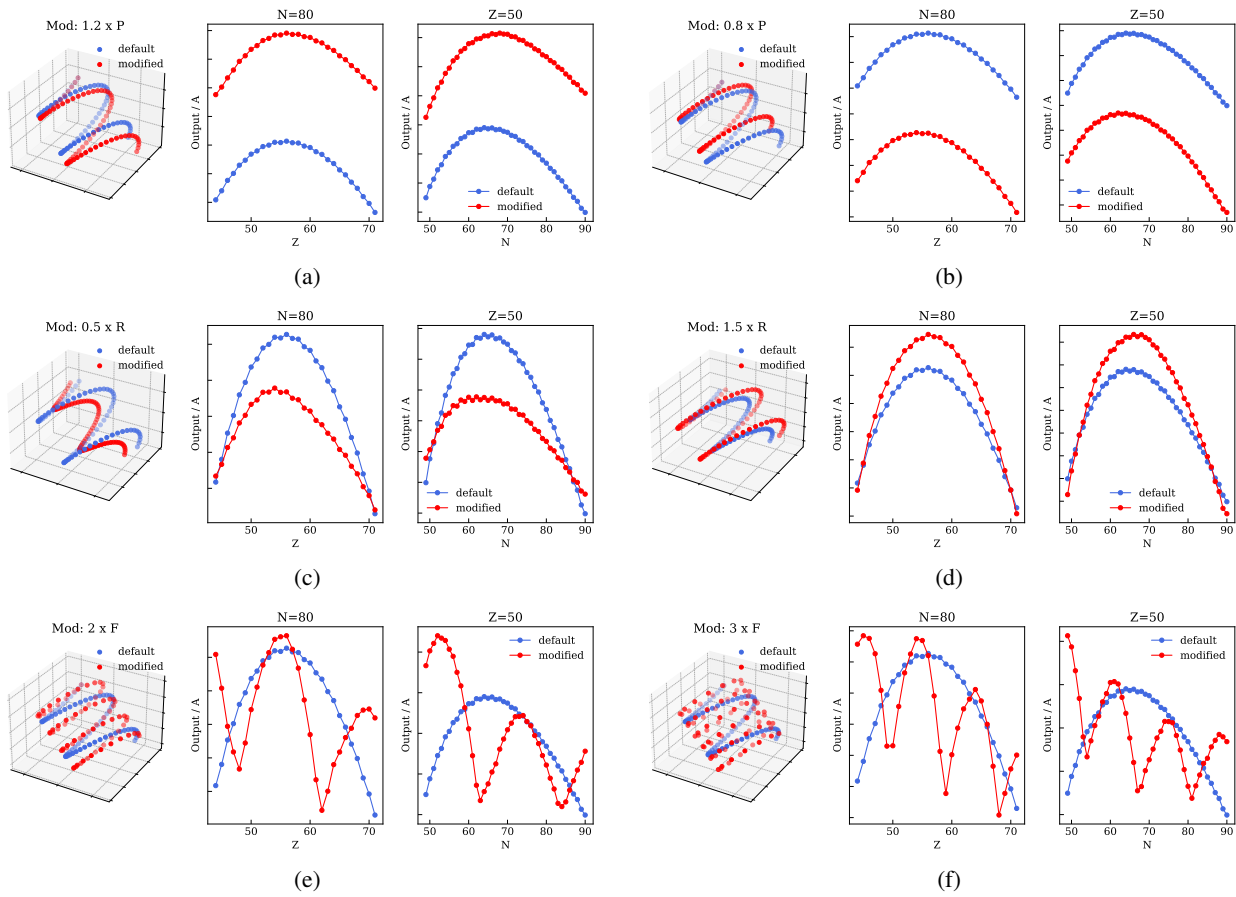 Mod: 1.2 x P
default
modified
N=80
Output / A
50
60
70
Z
Z=50
Output / A
default
modified
50
60
70
80
90
N
(a)
Mod: 0.8 x P
default
modified
N=80
Output / A
50
60
70
Z
Z=50
Output / A
default
modified
50
60
70
80
90
N
(b)
Mod: 0.5 x R
default
modified
N=80
Output / A
50
60
70
Z
Z=50
Output / A
default
modified
50
60
70
80
90
N
(c)
Mod: 1.5 x R
default
modified
N=80
Output / A
50
60
70
Z
Z=50
Output / A
default
modified
50
60
70
80
90
N
(d)
Mod: 2 x F
default
modified
N=80
Output / A
50
60
70
Z
Z=50
Output / A
default
modified
50
60
70
80
90
N
(e)
Mod: 3 x F
default
modified
N=80
Output / A
50
60
70
Z
Z=50
Output / A
default
modified
50
60
70
80
90
N
(f)